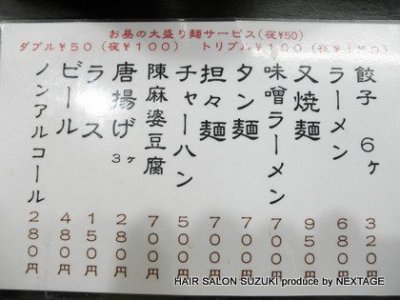 お昼の大盛り麺サービス(夜¥50)
ダブル¥50(夜¥100) トリプル¥100(夜¥150)
餃子 6ヶ 320円
ラーメン 680円
叉焼麺 950円
味噌ラーメン 700円
タン麺 700円
担々麺 700円
チャーハン 500円
陳麻婆豆腐 700円
唐揚げ 3ヶ 280円
ラス 150円
ビール 480円
ノンアルコール 280円
HAIR SALON SUZUKI produce by NEXTAGE